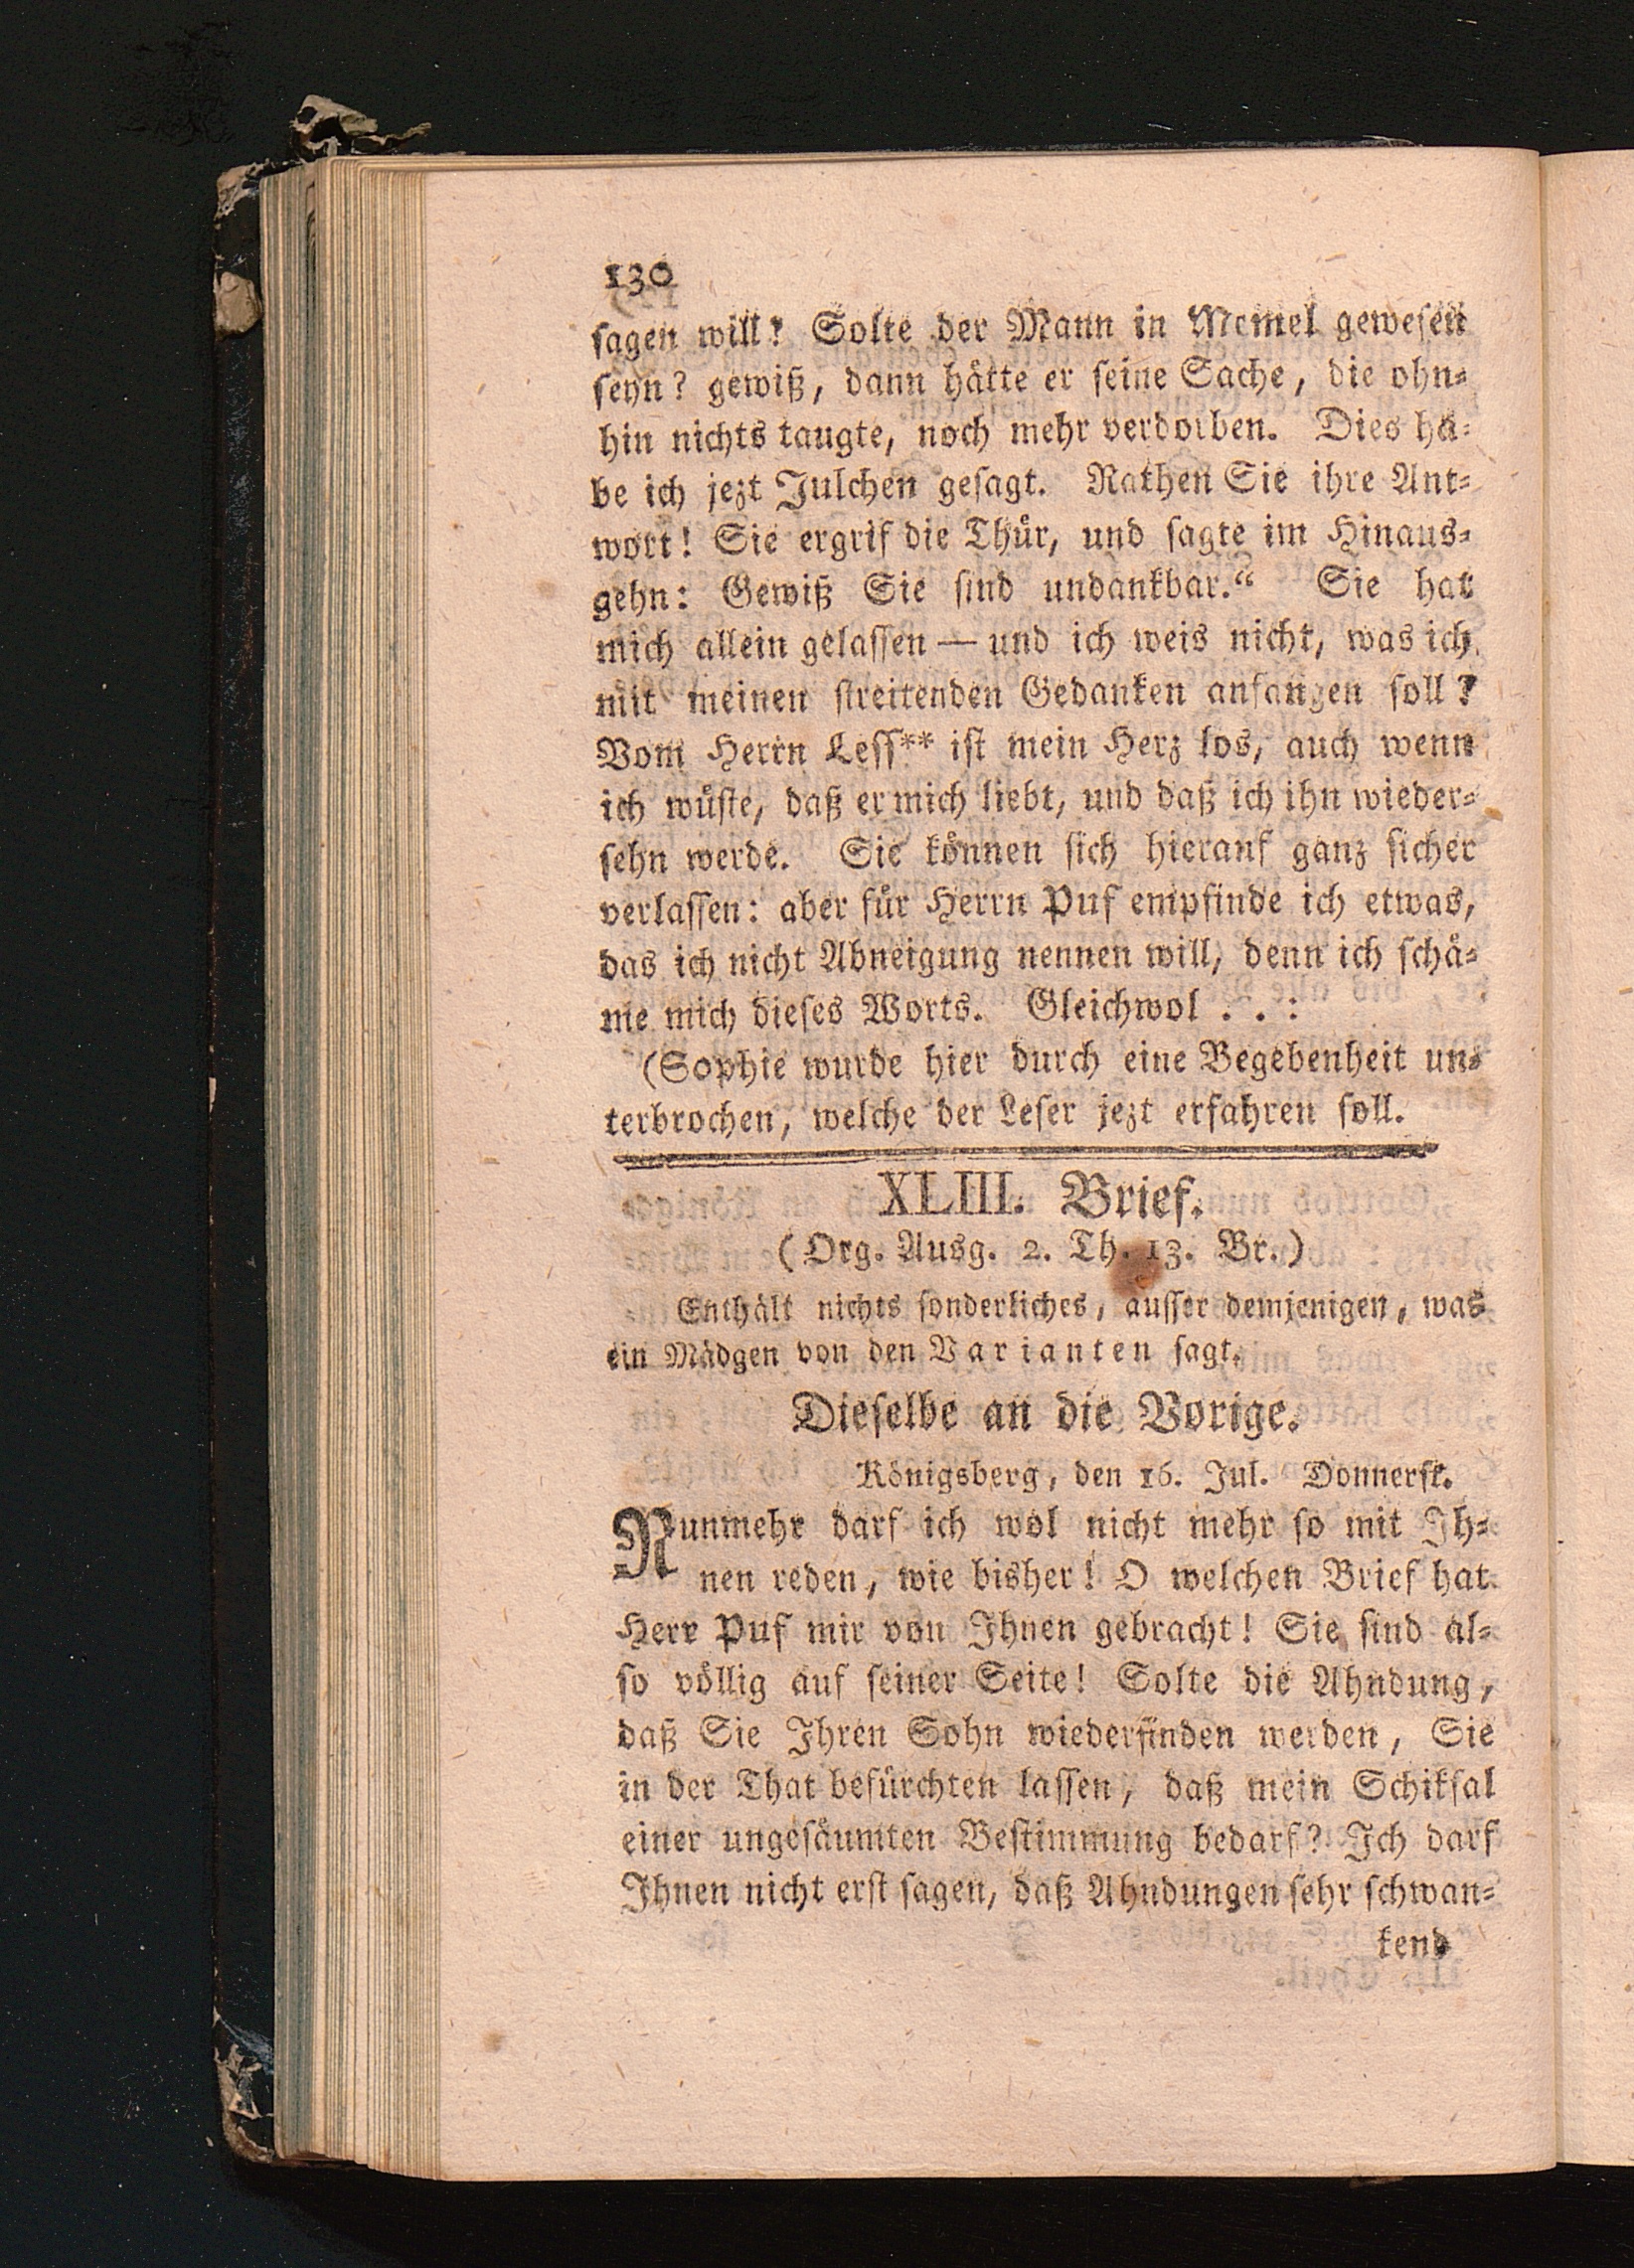 130
sagen will? Solte der Mann in Memel gewesen
seyn? gewiß, dann hätte er seine Sache, die ohn-
hin nichts taugte, noch mehr verdorben. Dies ha-
be ich jezt Julchen gesagt. Rathen Sie ihre Ant-
wort! Sie ergrif die Thür, und sagte im Hinaus-
gehn: Gewiß Sie sind undankbar.“ Sie hat
mich allein gelassen — und ich weis nicht, was ich
mit meinen streitenden Gedanken anfangen soll?
Vom Herrn Less** ist mein Herz los, auch wenn
ich wüste, daß er mich liebt, und daß ich ihn wieder-
sehn werde. Sie können sich hierauf ganz sicher
verlassen: aber für Herrn Puf empfinde ich etwas,
das ich nicht Abneigung nennen will, denn ich schä-
me mich dieses Worts. Gleichwol . . :
(Sophie wurde hier durch eine Begebenheit un-
terbrochen, welche der Leser jezt erfahren soll.
XLIII. Brief.
(Org. Ausg. 2. Th. 13. Br.)
Enthält nichts sonderliches, ausser demjenigen, was
ein Mädgen von den Varianten sagt.
Dieselbe an die Vorige.
Königsberg, den 16. Jul. Donnerst.
Nunmehr darf ich wol nicht mehr so mit Ih-
nen reden, wie bisher! O welchen Brief hat
Herr Puf mir von Ihnen gebracht! Sie sind al-
so völlig auf seiner Seite! Solte die Ahndung,
daß Sie Ihren Sohn wiederfinden werden, Sie
in der That befürchten lassen, daß mein Schiksal
einer ungesäumten Bestimmung bedarf? Ich darf
Ihnen nicht erst sagen, daß Ahndungen sehr schwan-
kend